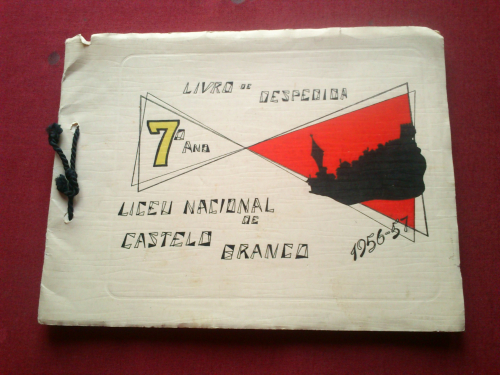 LIVRO DE DESPEDIDA
7º ANO
LICEU NACIONAL
DE
CASTELO BRANCO
1956-57